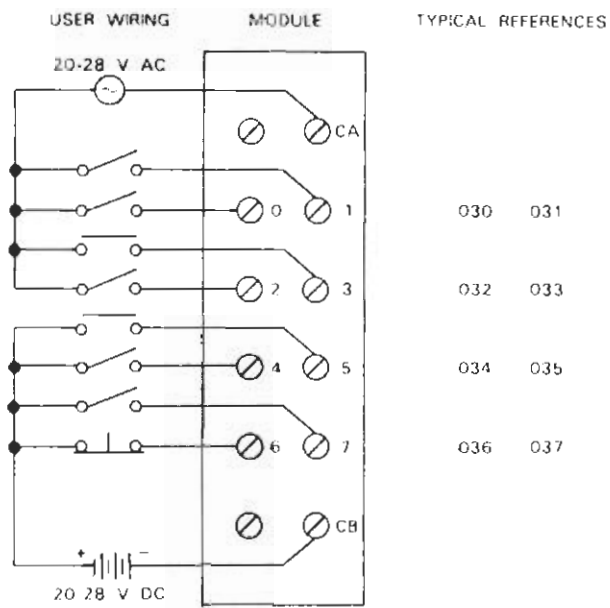 USER WIRING MODULE TYPICAL REFERENCES
20-28 V AC
CA
0 1 030 031
2 3 032 033
4 5 034 035
6 7 036 037
CB
+ −
20 28 V DC